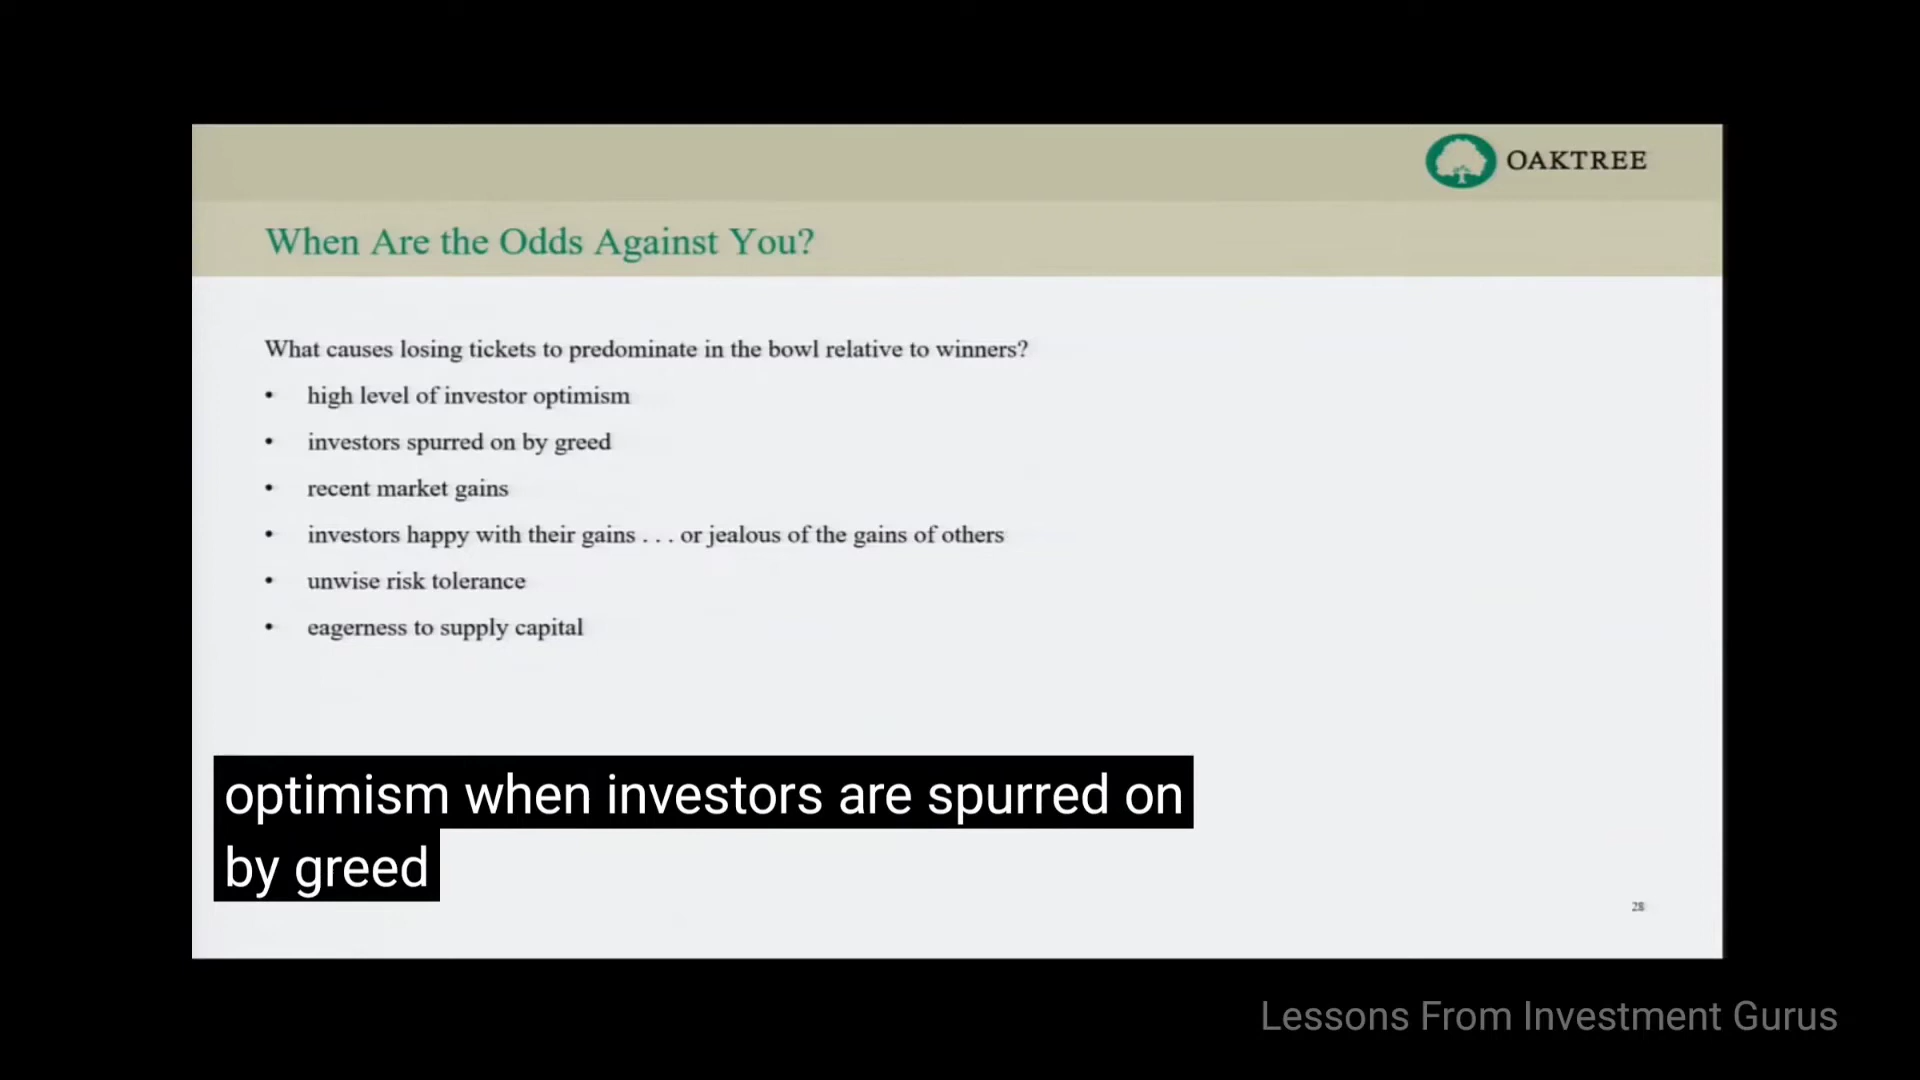 OAKTREE
When Are the Odds Against You?
What causes losing tickets to predominate in the bowl relative to winners?
• high level of investor optimism
• investors spurred on by greed
• recent market gains
• investors happy with their gains . . . or jealous of the gains of others
• unwise risk tolerance
• eagerness to supply capital
optimism when investors are spurred on
by greed
28
Lessons From Investment Gurus